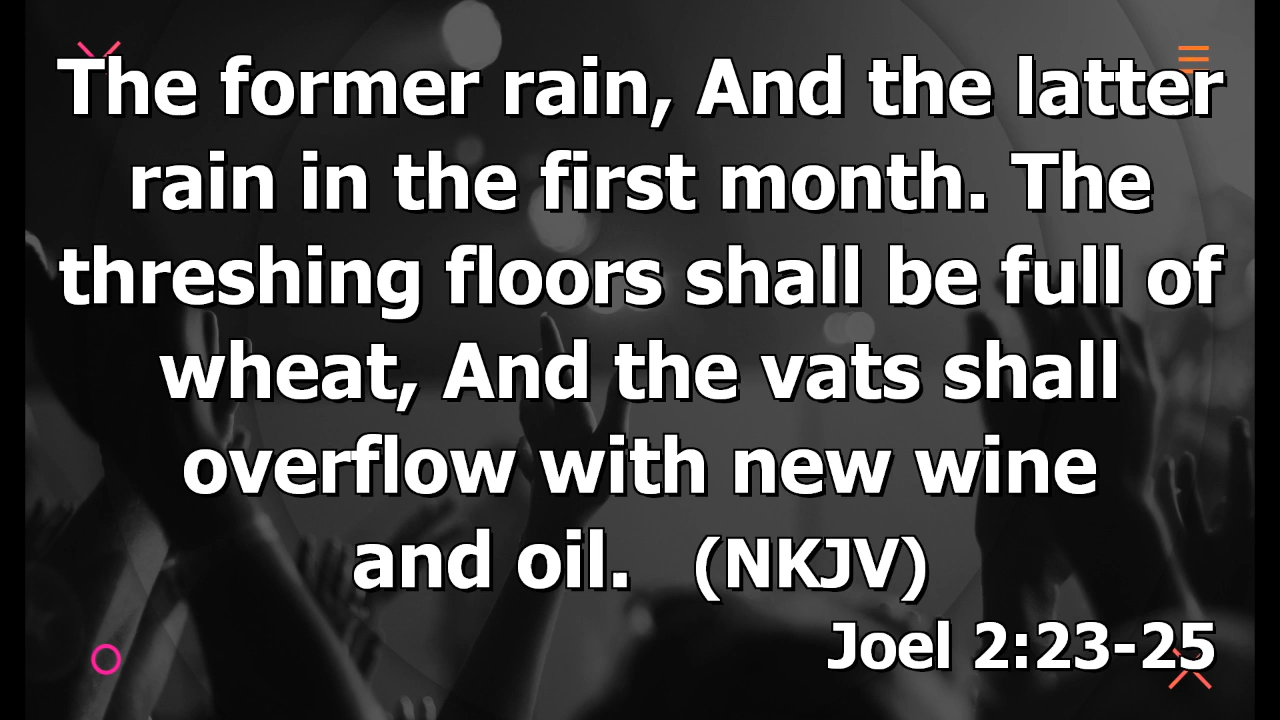 The former rain, And the latter
rain in the first month. The
threshing floors shall be full of
wheat, And the vats shall
overflow with new wine
and oil. (NKJV)
Joel 2:23-25